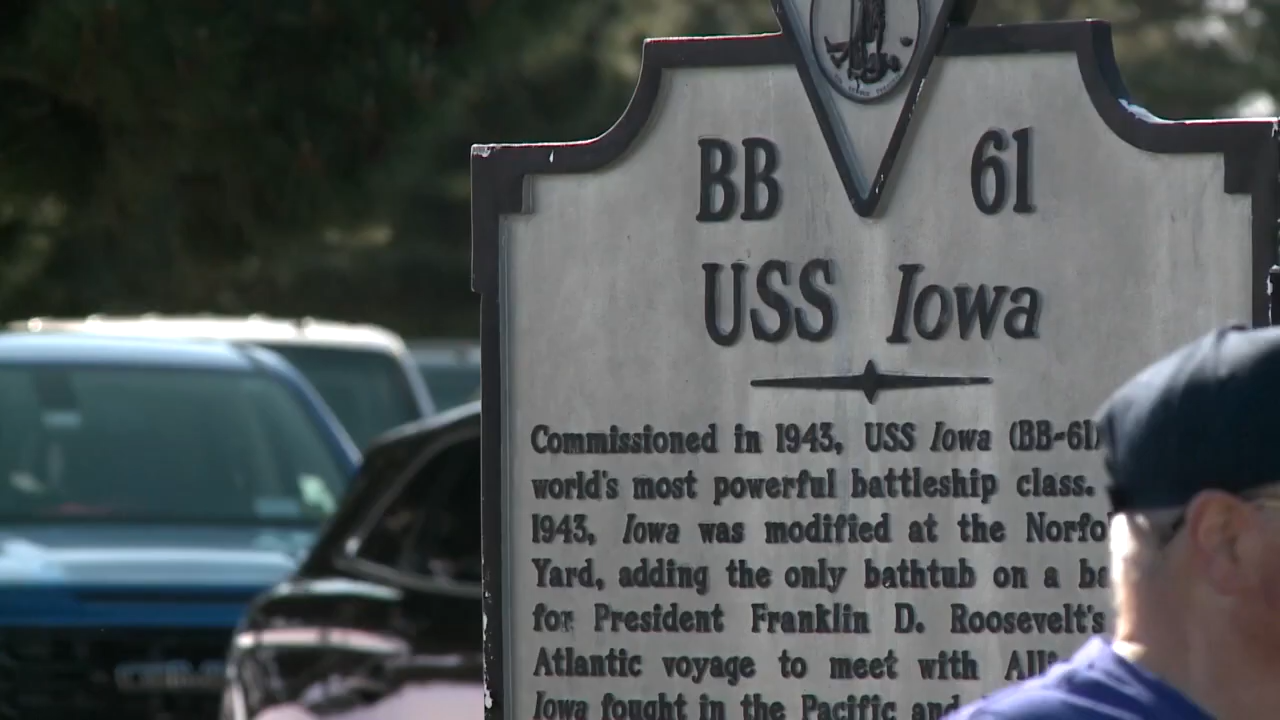 BB 61
USS Iowa
Commissioned in 1943, USS Iowa (BB-61)
world's most powerful battleship class.
1943, Iowa was modified at the
Yard, adding the only bathtub on a
for President Franklin D. Roosevelt's
Atlantic voyage to meet with
Iowa fought in the Pacific and